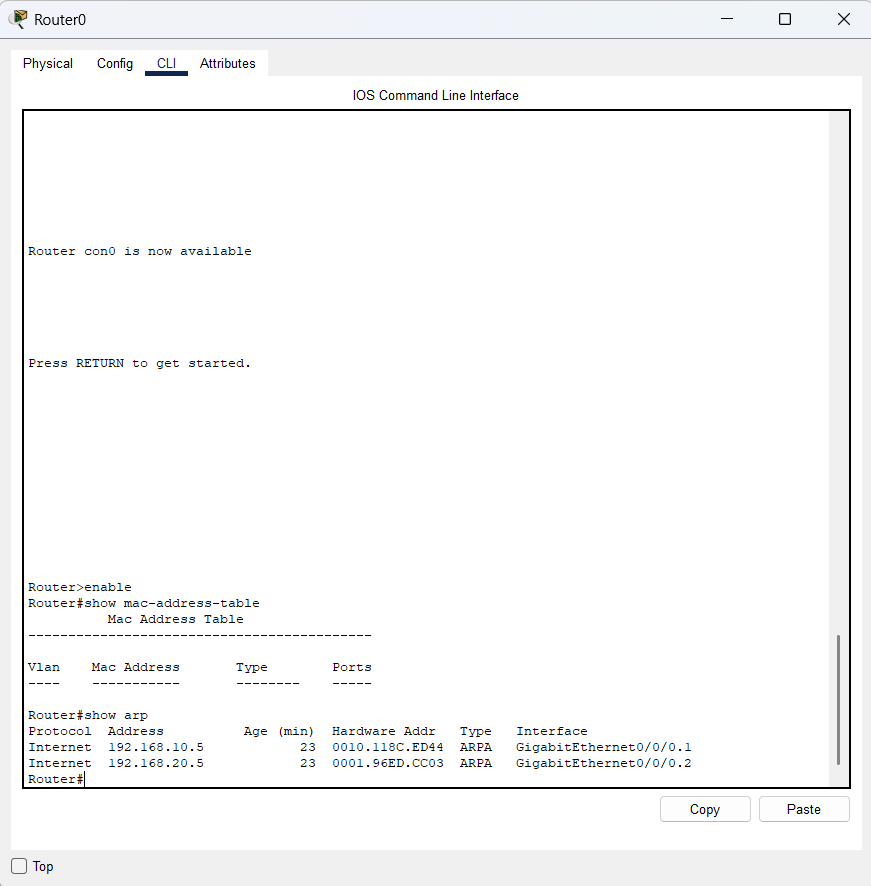 Router0
Physical Config CLI Attributes
IOS Command Line Interface
Router con0 is now available
Press RETURN to get started.
Router>enable
Router#show mac-address-table
Mac Address Table
-------------------------------------------
Vlan Mac Address Type Ports
---- ----------- -------- -----
Router#show arp
Protocol Address Age (min) Hardware Addr Type Interface
Internet 192.168.10.5 23 0010.118C.ED44 ARPA GigabitEthernet0/0/0.1
Internet 192.168.20.5 23 0001.96ED.CC03 ARPA GigabitEthernet0/0/0.2
Router#
Copy Paste
Top